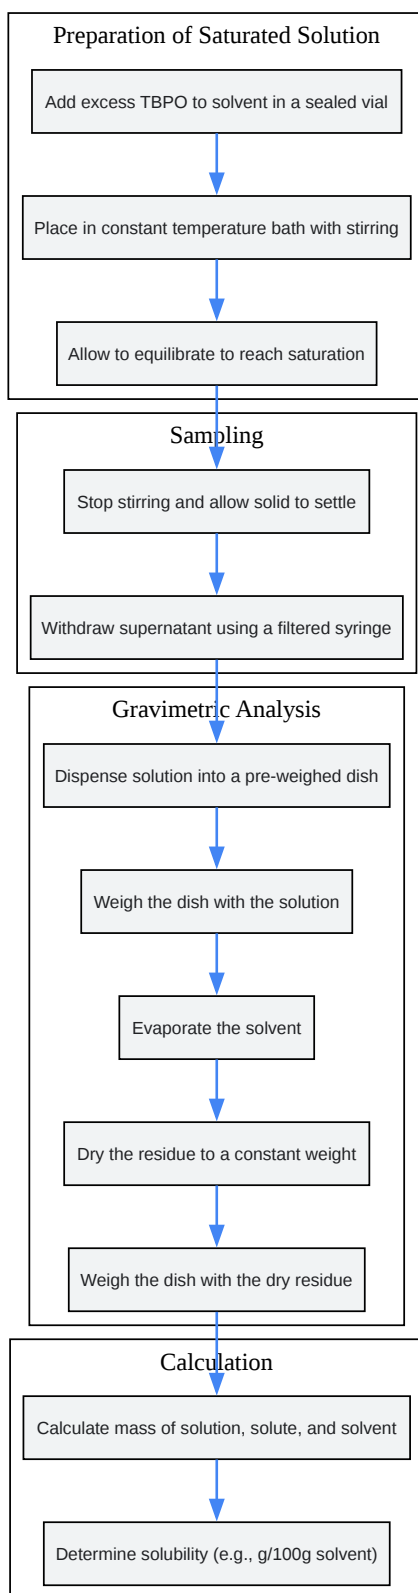 Preparation of Saturated Solution
Add excess TBPO to solvent in a sealed vial
Place in constant temperature bath with stirring
Allow to equilibrate to reach saturation
Sampling
Stop stirring and allow solid to settle
Withdraw supernatant using a filtered syringe
Gravimetric Analysis
Dispense solution into a pre-weighed dish
Weigh the dish with the solution
Evaporate the solvent
Dry the residue to a constant weight
Weigh the dish with the dry residue
Calculation
Calculate mass of solution, solute, and solvent
Determine solubility (e.g., g/100g solvent)